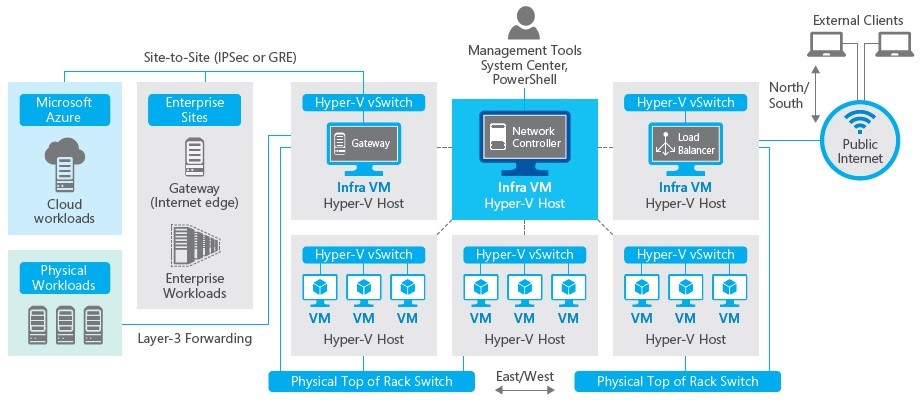 External Clients
Management Tools
System Center,
PowerShell
Site-to-Site (IPSec or GRE)
North/
South
Microsoft
Azure
Cloud
workloads
Enterprise
Sites
Gateway
(Internet edge)
Enterprise
Workloads
Hyper-V vSwitch
Gateway
Infra VM
Hyper-V Host
Network
Controller
Infra VM
Hyper-V Host
Hyper-V vSwitch
Load
Balancer
Infra VM
Hyper-V Host
Public
Internet
Physical
Workloads
Layer-3 Forwarding
Hyper-V vSwitch
VM VM VM
Hyper-V Host
Hyper-V vSwitch
VM VM VM
Hyper-V Host
Hyper-V vSwitch
VM VM VM
Hyper-V Host
Physical Top of Rack Switch
East/West
Physical Top of Rack Switch